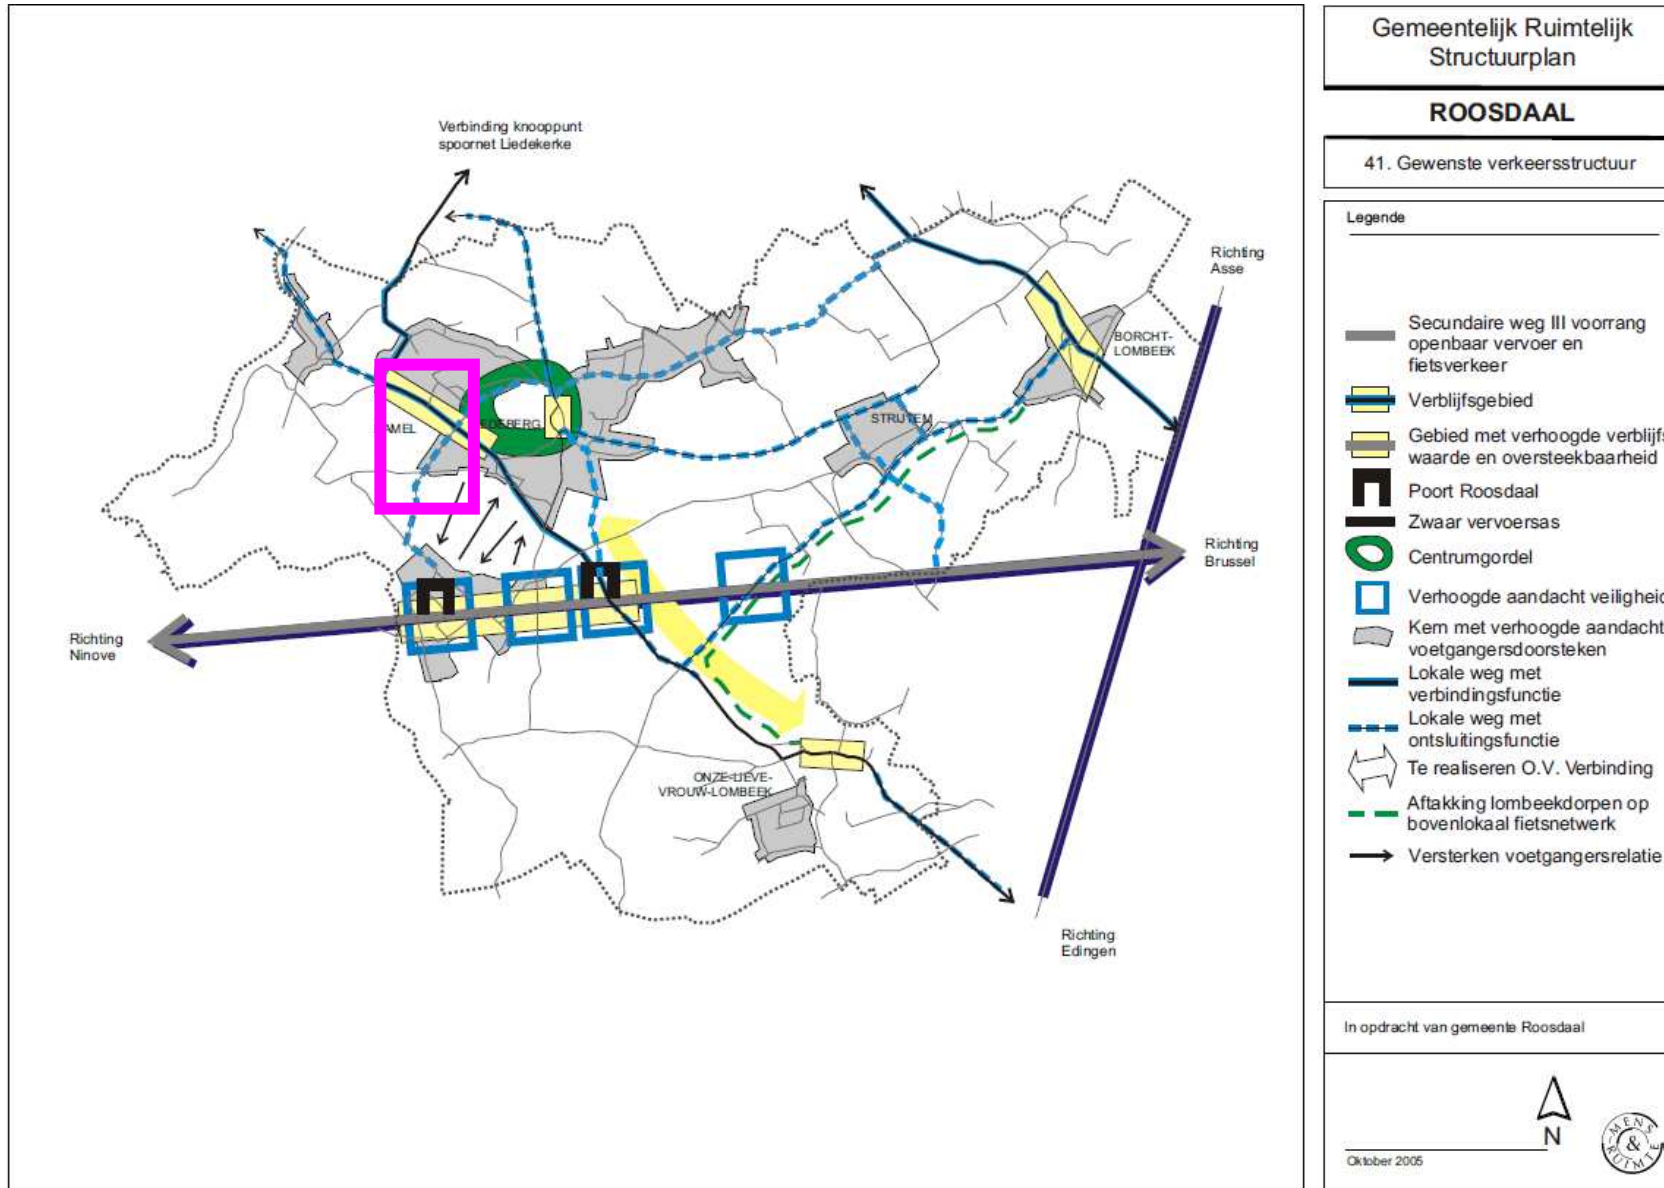 Verbinding knooppunt
spoornet Liedekerke
Richting
Asse
BORCHT-
LOMBEEK
AMEL
EDEBERG
STRIJTEM
Richting
Brussel
Richting
Ninove
ONZE-LIEVE-
VROUW-LOMBEEK
Richting
Edingen
Gemeentelijk Ruimtelijk
Structuurplan
ROOSDAAL
41. Gewenste verkeersstructuur
Legende
Secundaire weg III voorrang
openbaar vervoer en
fietsverkeer
Verblijfsgebied
Gebied met verhoogde verblijfs
waarde en oversteekbaarheid
Poort Roosdaal
Zwaar vervoersas
Centrumgordel
Verhoogde aandacht veiligheid
Kern met verhoogde aandacht
voetgangersdoorsteken
Lokale weg met
verbindingsfunctie
Lokale weg met
ontsluitingsfunctie
Te realiseren O.V. Verbinding
Aftakking lombeekdorpen op
bovenlokaal fietsnetwerk
Versterken voetgangersrelatie
In opdracht van gemeente Roosdaal
N
Oktober 2005
MENS
&
RUIMTE